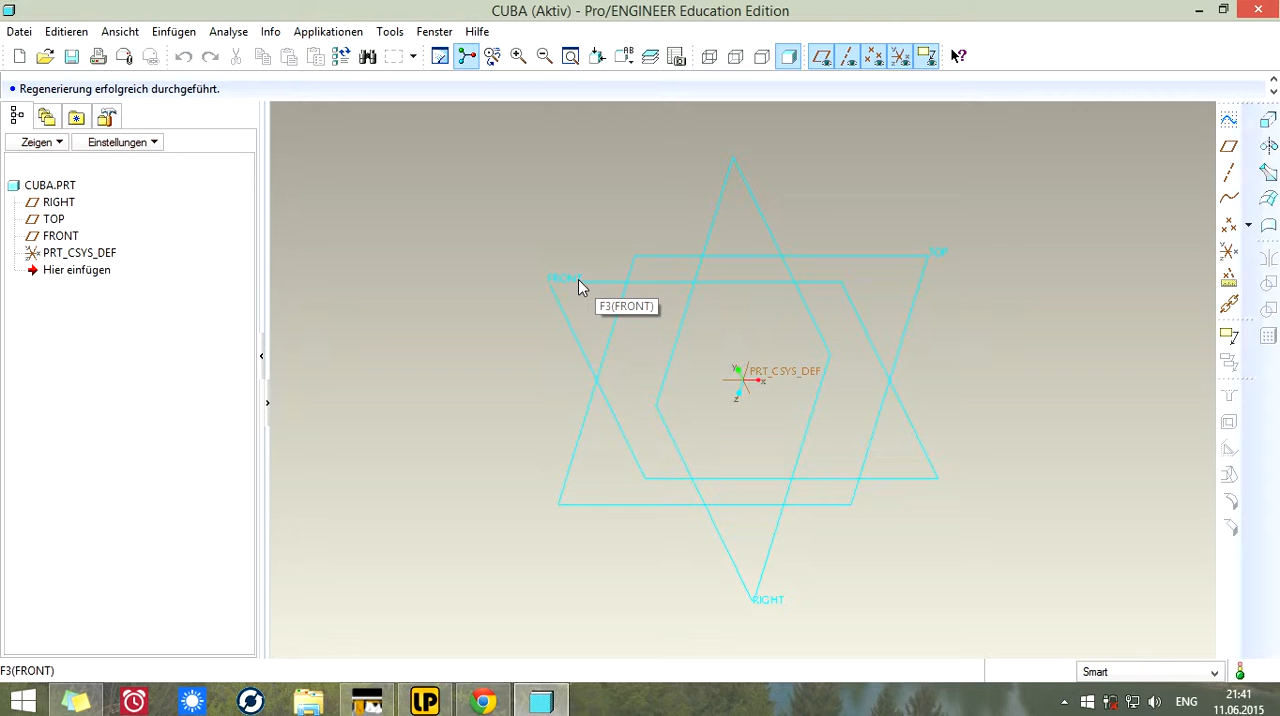 CUBA (Aktiv) - Pro/ENGINEER Education Edition
Datei Editieren Ansicht Einfügen Analyse Info Applikationen Tools Fenster Hilfe
Regenerierung erfolgreich durchgeführt.
Zeigen Einstellungen
CUBA.PRT
RIGHT
TOP
FRONT
PRT_CSYS_DEF
Hier einfügen
TOP
FRONT
F3(FRONT)
y
PRT_CSYS_DEF
x
z
RIGHT
F3(FRONT)
Smart
LP
ENG
21:41
11.06.2015